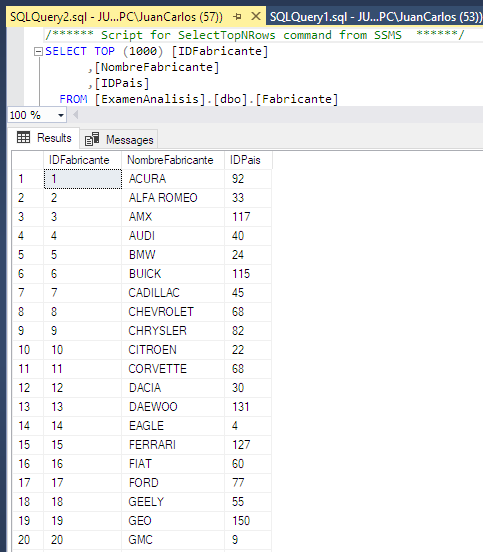 SQLQuery2.sql - JU...PC\JuanCarlos (57)) SQLQuery1.sql - JU...PC\JuanCarlos (53))
/****** Script for SelectTopNRows command from SSMS ******/
SELECT TOP (1000) [IDFabricante]
,[NombreFabricante]
,[IDPais]
FROM [ExamenAnalisis].[dbo].[Fabricante]
100 %
Results Messages
IDFabricante NombreFabricante IDPais
1 1 ACURA 92
2 2 ALFA ROMEO 33
3 3 AMX 117
4 4 AUDI 40
5 5 BMW 24
6 6 BUICK 115
7 7 CADILLAC 45
8 8 CHEVROLET 68
9 9 CHRYSLER 82
10 10 CITROEN 22
11 11 CORVETTE 68
12 12 DACIA 30
13 13 DAEWOO 131
14 14 EAGLE 4
15 15 FERRARI 127
16 16 FIAT 60
17 17 FORD 77
18 18 GEELY 55
19 19 GEO 150
20 20 GMC 9